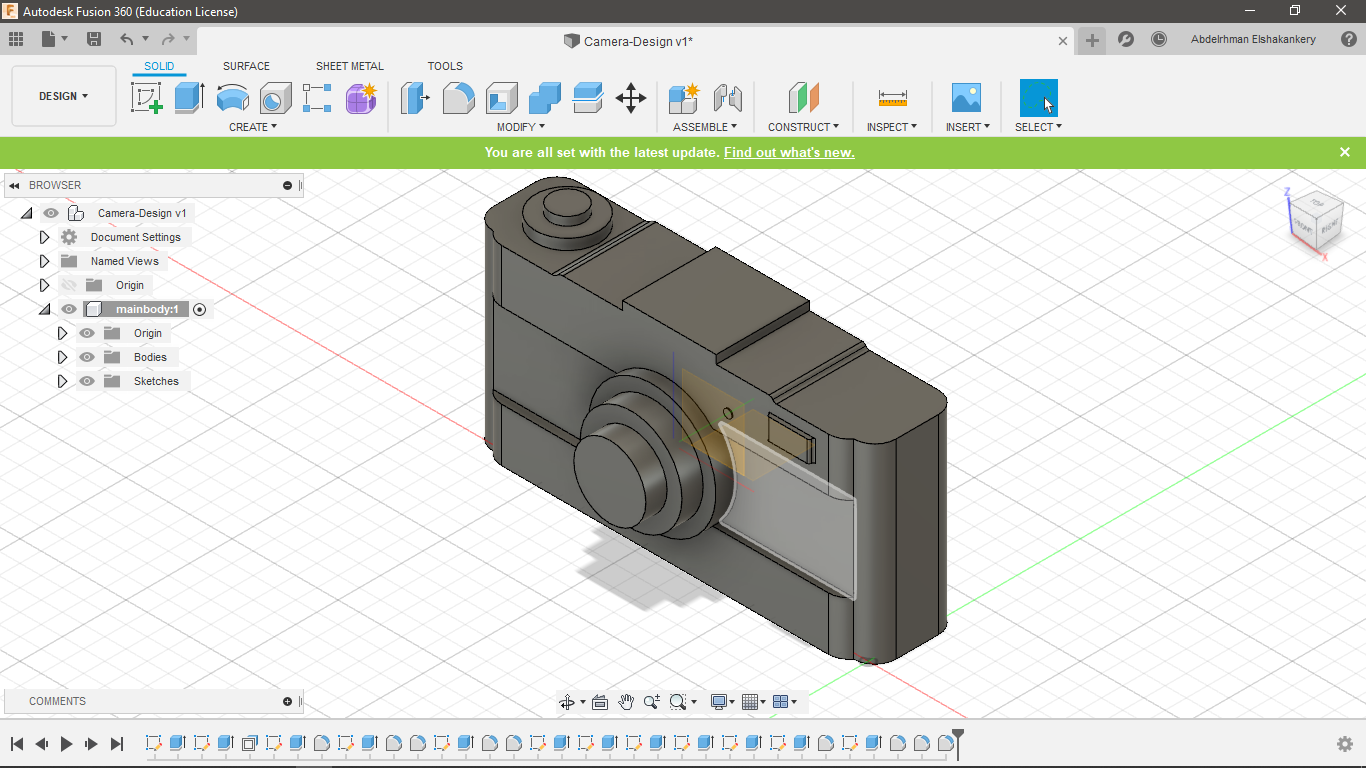 F Autodesk Fusion 360 (Education License)
Camera-Design v1*
Abdelrhman Elshakankery
SOLID SURFACE SHEET METAL TOOLS
DESIGN
CREATE MODIFY ASSEMBLE CONSTRUCT INSPECT INSERT SELECT
You are all set with the latest update. Find out what's new.
BROWSER
Camera-Design v1
Document Settings
Named Views
Origin
mainbody:1
Origin
Bodies
Sketches
Z
TOP
RIGHT
X
COMMENTS